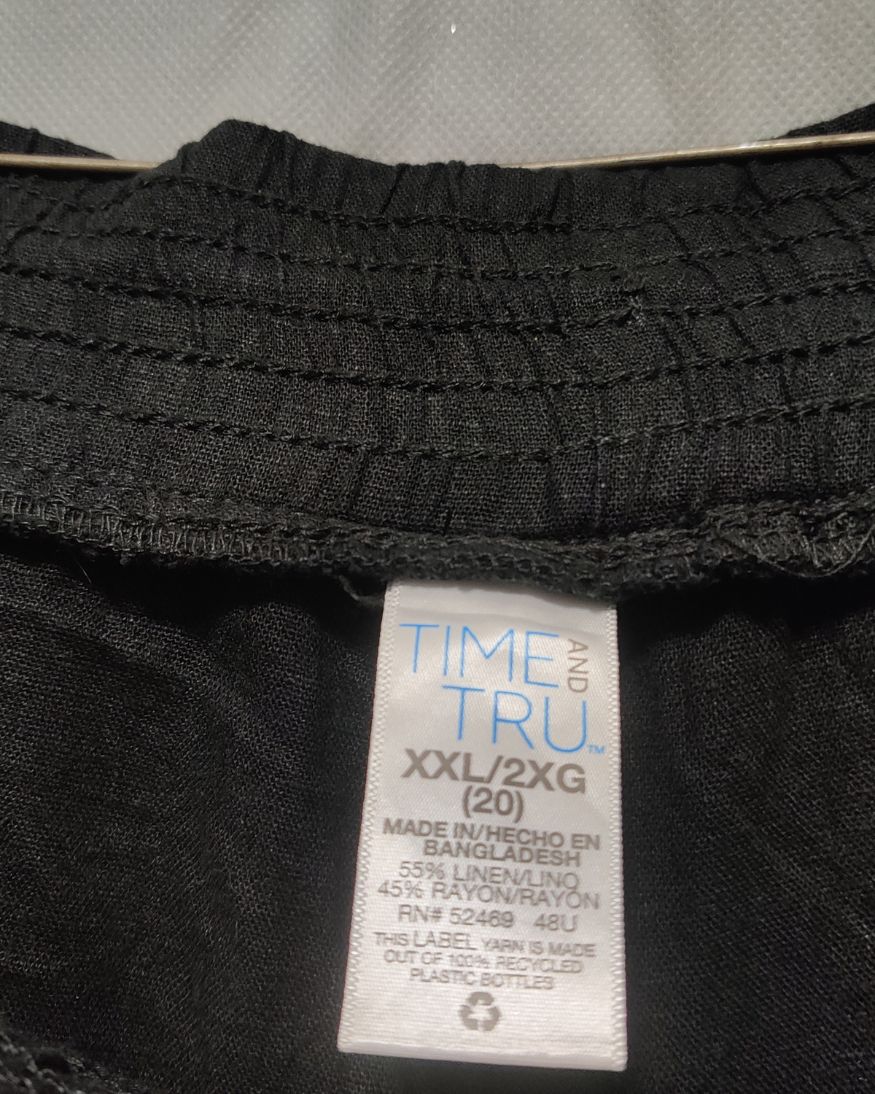 TIME AND
TRU™
XXL/2XG
(20)
MADE IN/HECHO EN
BANGLADESH
55% LINEN/LINO
45% RAYON/RAYÓN
RN# 52469 48U
THIS LABEL YARN IS MADE
OUT OF 100% RECYCLED
PLASTIC BOTTLES